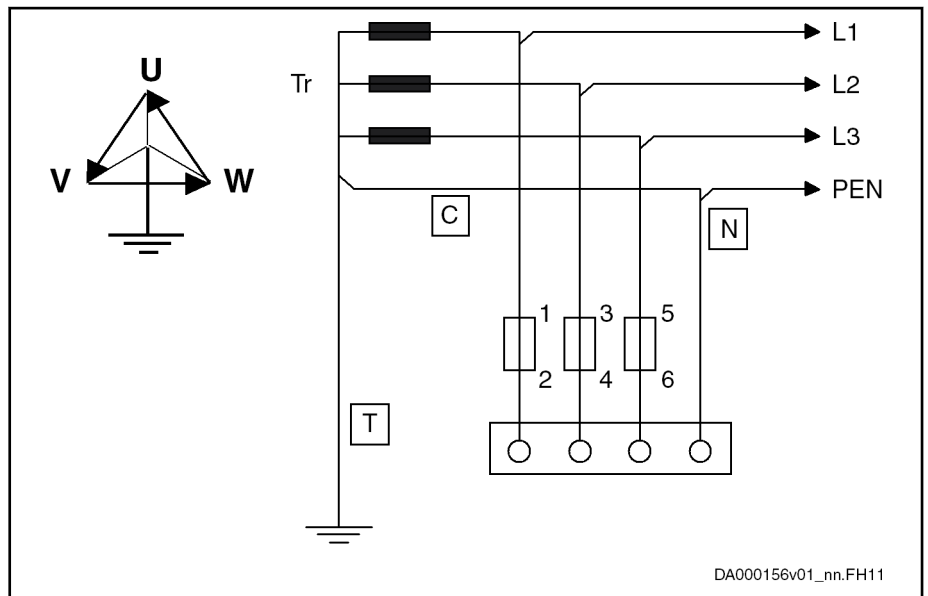 U
V W
Tr
L1
L2
L3
PEN
C
N
1 3 5
2 4 6
T
DA000156v01_nn.FH11